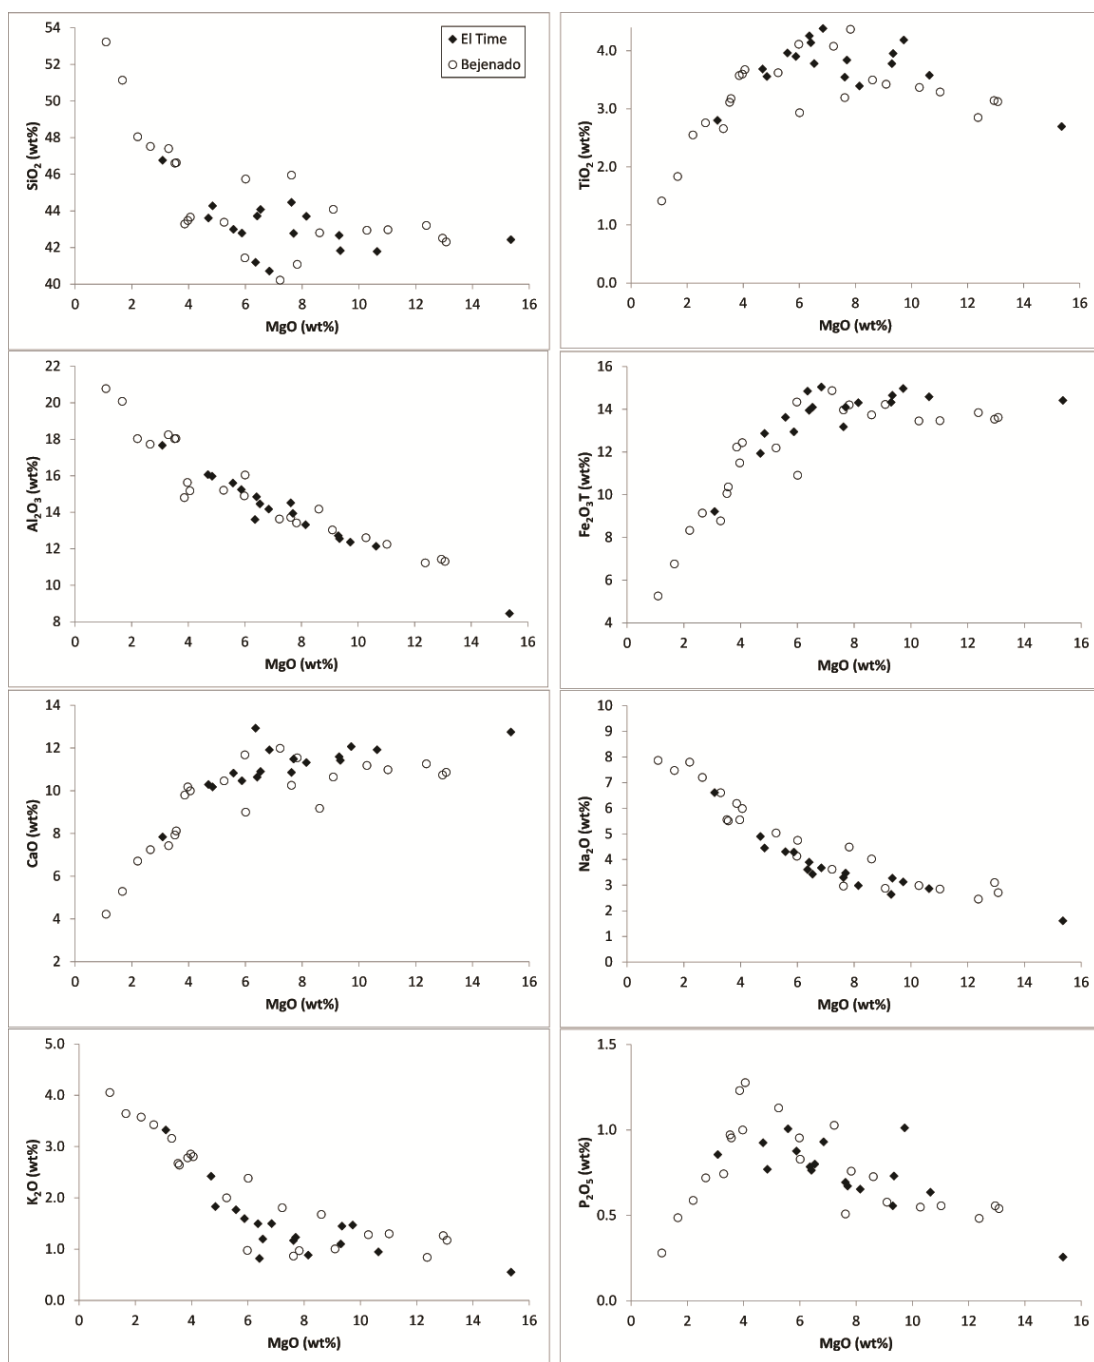 54
52
50
48
46
44
42
40
SiO2 (wt%)
El Time
Bejenado
0 2 4 6 8 10 12 14 16
MgO (wt%)
4.0
3.0
2.0
1.0
0.0
TiO2 (wt%)
0 2 4 6 8 10 12 14 16
MgO (wt%)
22
20
18
16
14
12
10
8
Al2O3 (wt%)
0 2 4 6 8 10 12 14 16
MgO (wt%)
16
14
12
10
8
6
4
Fe2O3T (wt%)
0 2 4 6 8 10 12 14 16
MgO (wt%)
14
12
10
8
6
4
2
CaO (wt%)
0 2 4 6 8 10 12 14 16
MgO (wt%)
10
9
8
7
6
5
4
3
2
1
0
Na2O (wt%)
0 2 4 6 8 10 12 14 16
MgO (wt%)
5.0
4.0
3.0
2.0
1.0
0.0
K2O (wt%)
0 2 4 6 8 10 12 14 16
MgO (wt%)
1.5
1.0
0.5
0.0
P2O5 (wt%)
0 2 4 6 8 10 12 14 16
MgO (wt%)